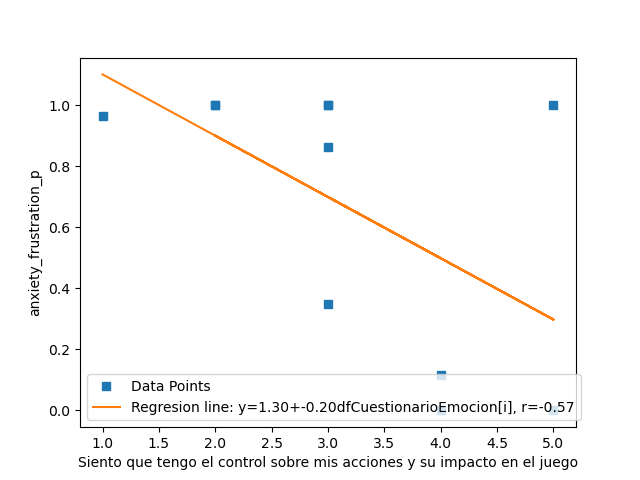 anxiety_frustration_p
1.0
0.8
0.6
0.4
0.2
0.0
Data Points
Regresion line: y=1.30+-0.20dfCuestionarioEmocion[i], r=-0.57
1.0 1.5 2.0 2.5 3.0 3.5 4.0 4.5 5.0
Siento que tengo el control sobre mis acciones y su impacto en el juego